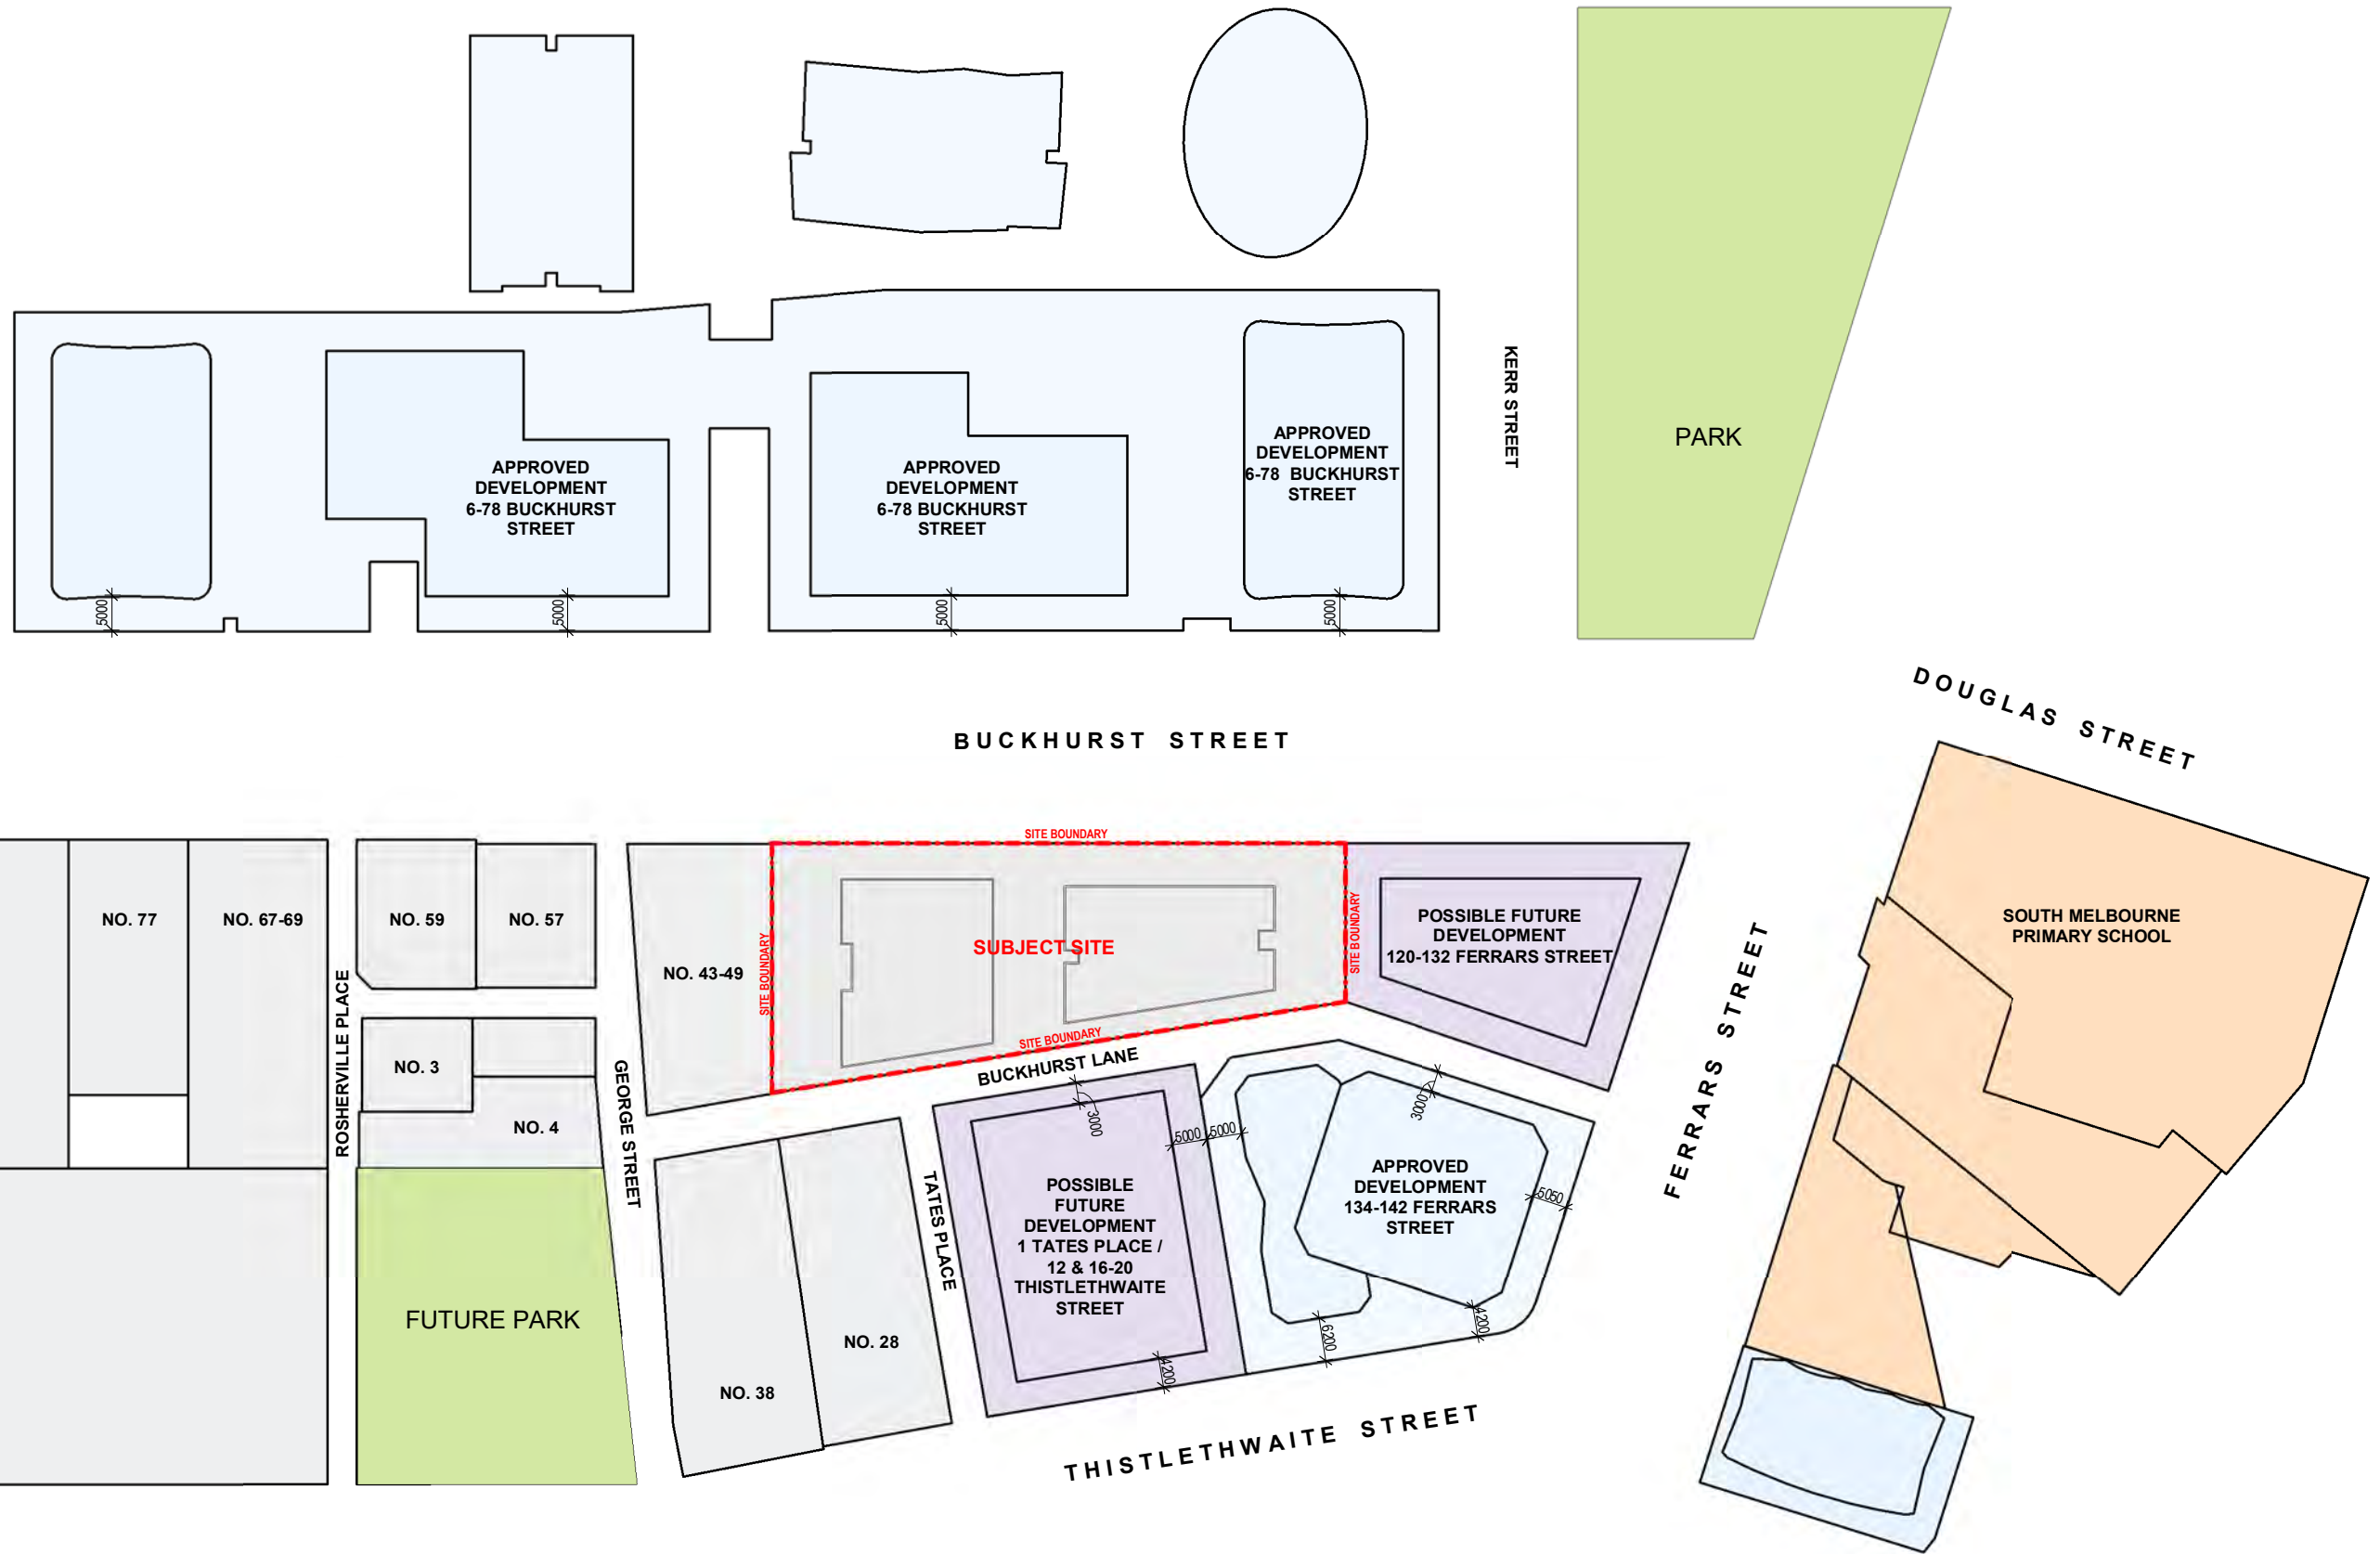 KERR STREET
PARK
APPROVED
DEVELOPMENT
6-78 BUCKHURST
STREET
APPROVED
DEVELOPMENT
6-78 BUCKHURST
STREET
APPROVED
DEVELOPMENT
6-78 BUCKHURST
STREET
5000
5000
5000
5000
DOUGLAS STREET
BUCKHURST STREET
SITE BOUNDARY
NO. 77
NO. 67-69
NO. 59
NO. 57
NO. 43-49
SITE BOUNDARY
SUBJECT SITE
SITE BOUNDARY
POSSIBLE FUTURE
DEVELOPMENT
120-132 FERRARS STREET
SOUTH MELBOURNE
PRIMARY SCHOOL
FERRARS STREET
ROSHERVILLE PLACE
NO. 3
NO. 4
GEORGE STREET
SITE BOUNDARY
BUCKHURST LANE
3000
5000
5000
3000
5050
TATES PLACE
POSSIBLE
FUTURE
DEVELOPMENT
1 TATES PLACE /
12 & 16-20
THISTLETHWAITE
STREET
APPROVED
DEVELOPMENT
134-142 FERRARS
STREET
FUTURE PARK
NO. 38
NO. 28
4200
6200
4200
THISTLETHWAITE STREET